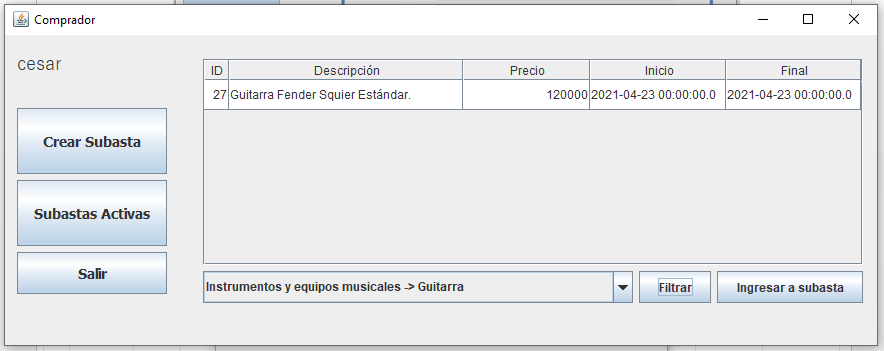 Comprador
cesar
ID Descripción Precio Inicio Final
27 Guitarra Fender Squier Estándar. 120000 2021-04-23 00:00:00.0 2021-04-23 00:00:00.0
Crear Subasta
Subastas Activas
Salir
Instrumentos y equipos musicales -> Guitarra Filtrar Ingresar a subasta